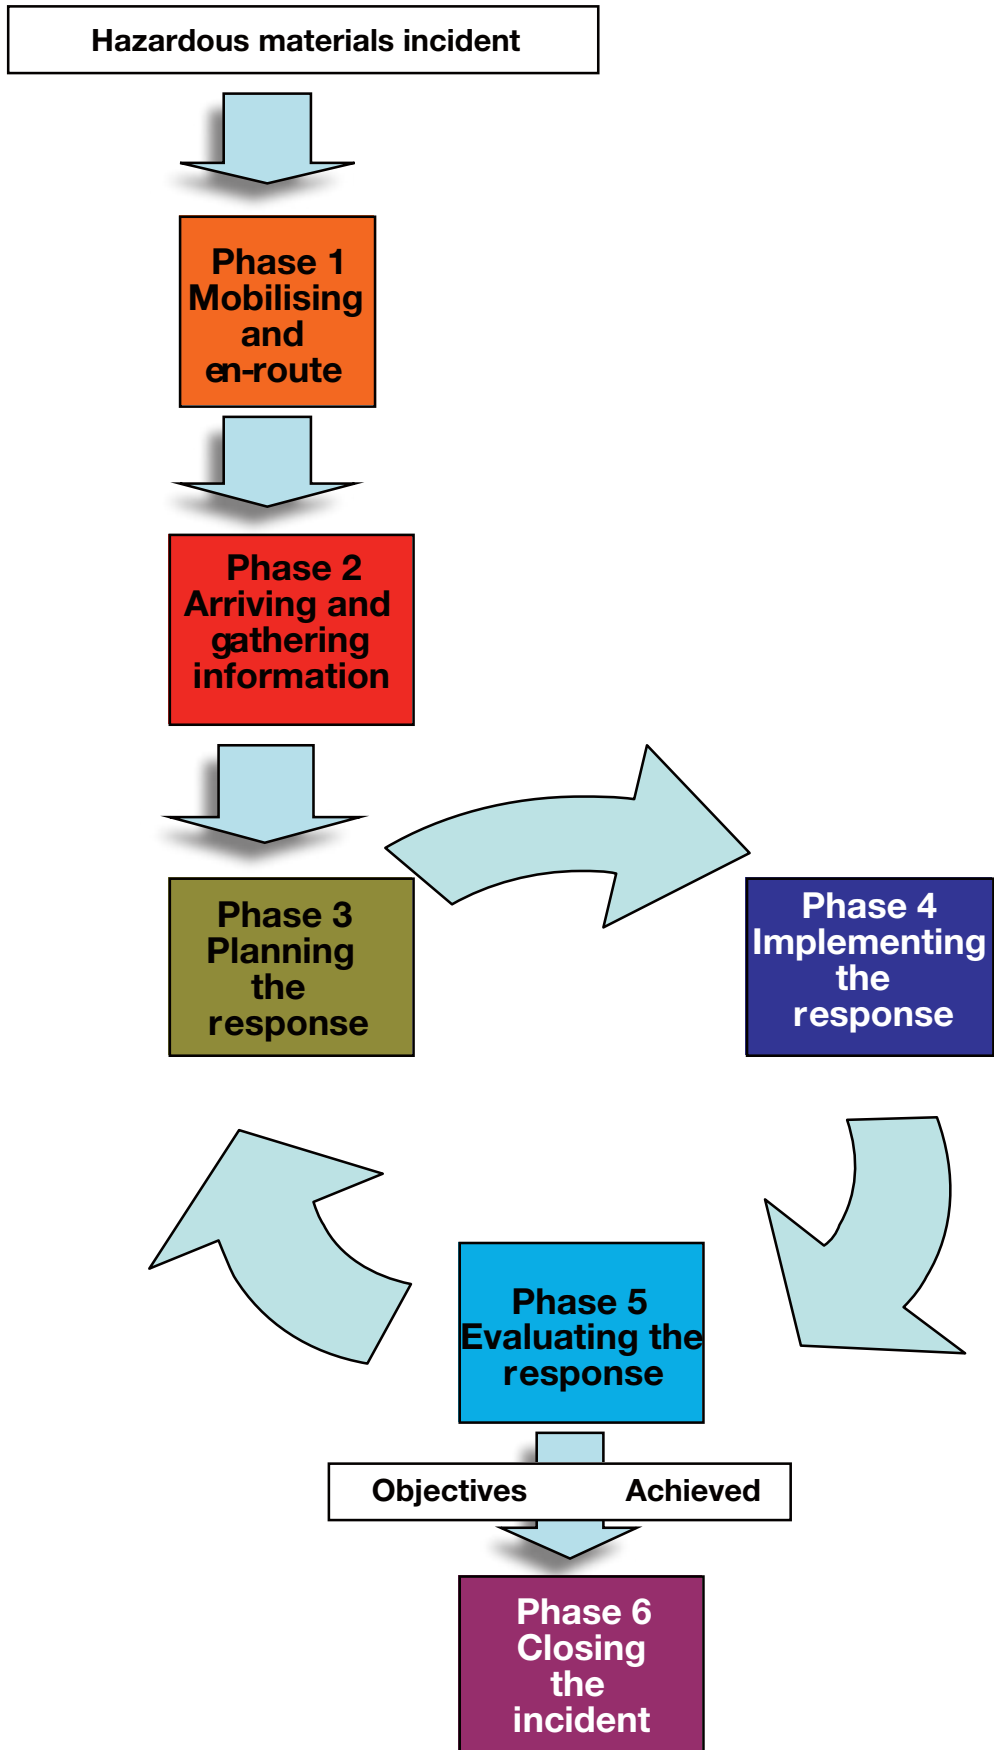 Hazardous materials incident
Phase 1
Mobilising
and
en-route
Phase 2
Arriving and
gathering
information
Phase 3
Planning
the
response
Phase 4
Implementing
the
response
Phase 5
Evaluating the
response
Objectives Achieved
Phase 6
Closing
the
incident